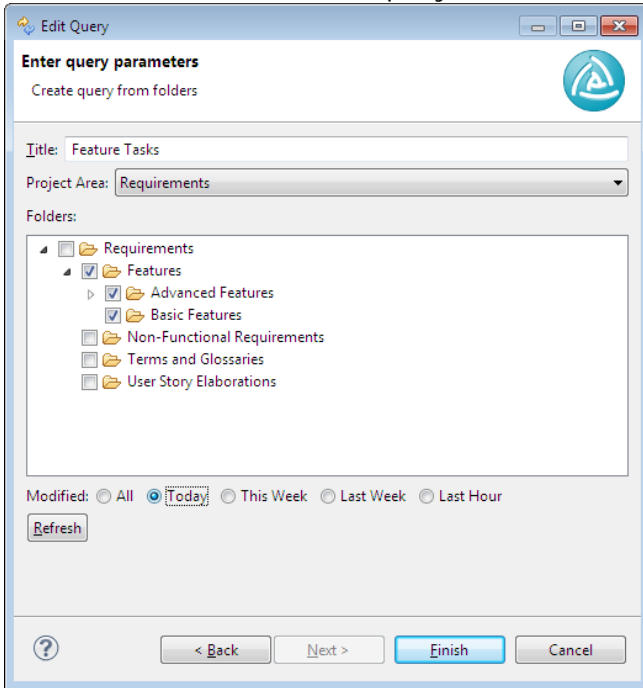 Edit Query
Enter query parameters
Create query from folders
Title: Feature Tasks
Project Area: Requirements
Folders:
Requirements
Features
Advanced Features
Basic Features
Non-Functional Requirements
Terms and Glossaries
User Story Elaborations
Modified: All Today This Week Last Week Last Hour
Refresh
< Back Next > Finish Cancel